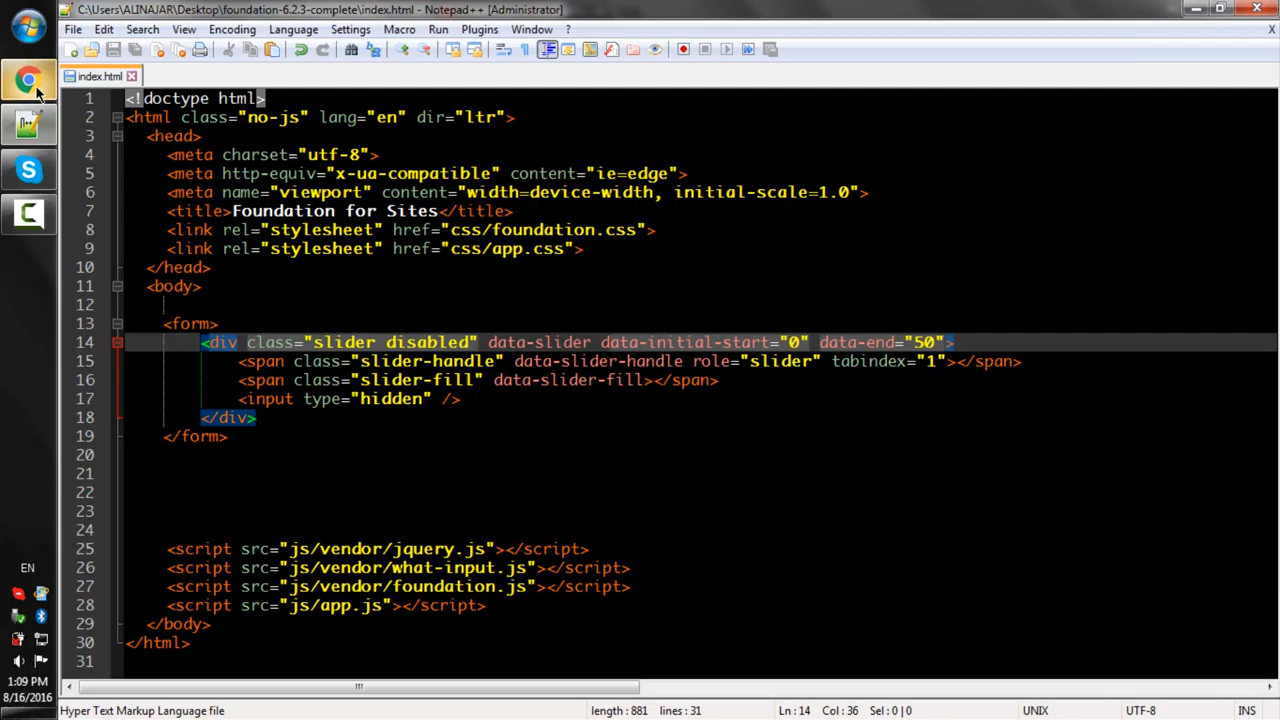 C:\Users\ALINAJAR\Desktop\foundation-6.2.3-complete\index.html - Notepad++ [Administrator]
File Edit Search View Encoding Language Settings Macro Run Plugins Window ?
index.html
1 <!doctype html>
2 <html class="no-js" lang="en" dir="ltr">
3 <head>
4 <meta charset="utf-8">
5 <meta http-equiv="x-ua-compatible" content="ie=edge">
6 <meta name="viewport" content="width=device-width, initial-scale=1.0">
7 <title>Foundation for Sites</title>
8 <link rel="stylesheet" href="css/foundation.css">
9 <link rel="stylesheet" href="css/app.css">
10 </head>
11 <body>
12
13 <form>
14 <div class="slider disabled" data-slider data-initial-start="0" data-end="50">
15 <span class="slider-handle" data-slider-handle role="slider" tabindex="1"></span>
16 <span class="slider-fill" data-slider-fill></span>
17 <input type="hidden" />
18 </div>
19 </form>
20
21
22
23
24
25 <script src="js/vendor/jquery.js"></script>
26 <script src="js/vendor/what-input.js"></script>
27 <script src="js/vendor/foundation.js"></script>
28 <script src="js/app.js"></script>
29 </body>
30 </html>
31
EN
1:09 PM
8/16/2016
Hyper Text Markup Language file length : 881 lines : 31 Ln : 14 Col : 36 Sel : 0 | 0 UNIX UTF-8 INS